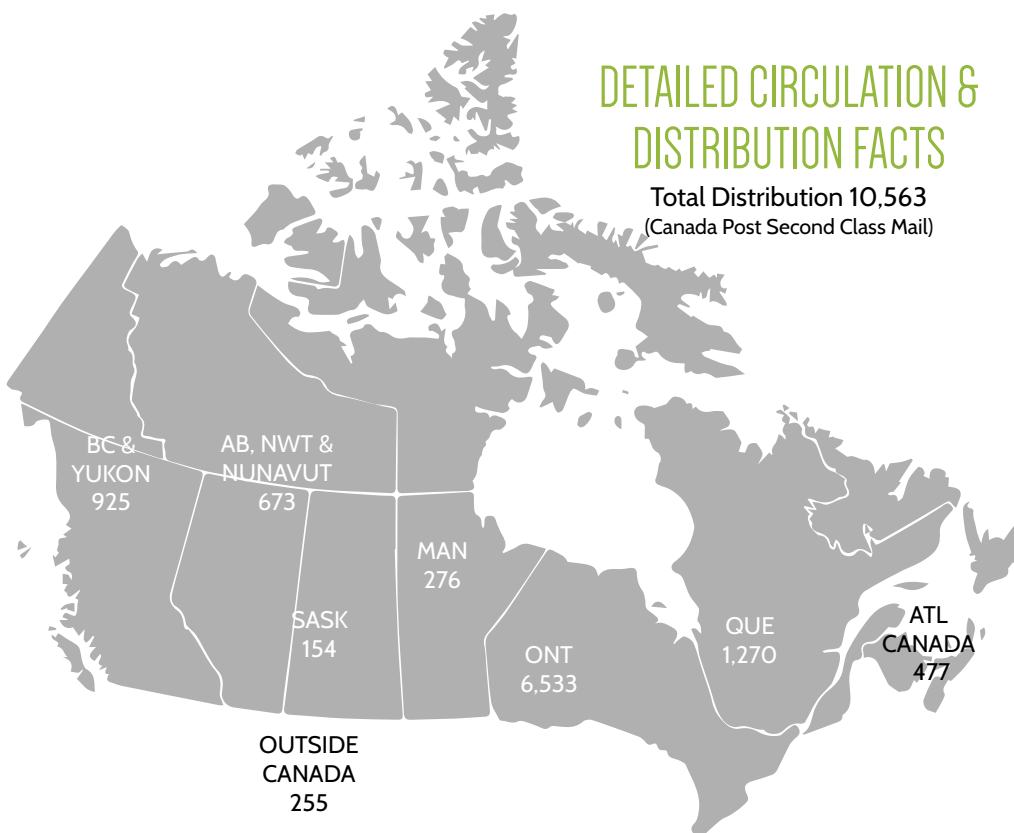 DETAILED CIRCULATION &
DISTRIBUTION FACTS
Total Distribution 10,563
(Canada Post Second Class Mail)
BC &
YUKON
925
AB, NWT &
NUNAVUT
673
MAN
276
SASK
154
ONT
6,533
QUE
1,270
ATL
CANADA
477
OUTSIDE
CANADA
255